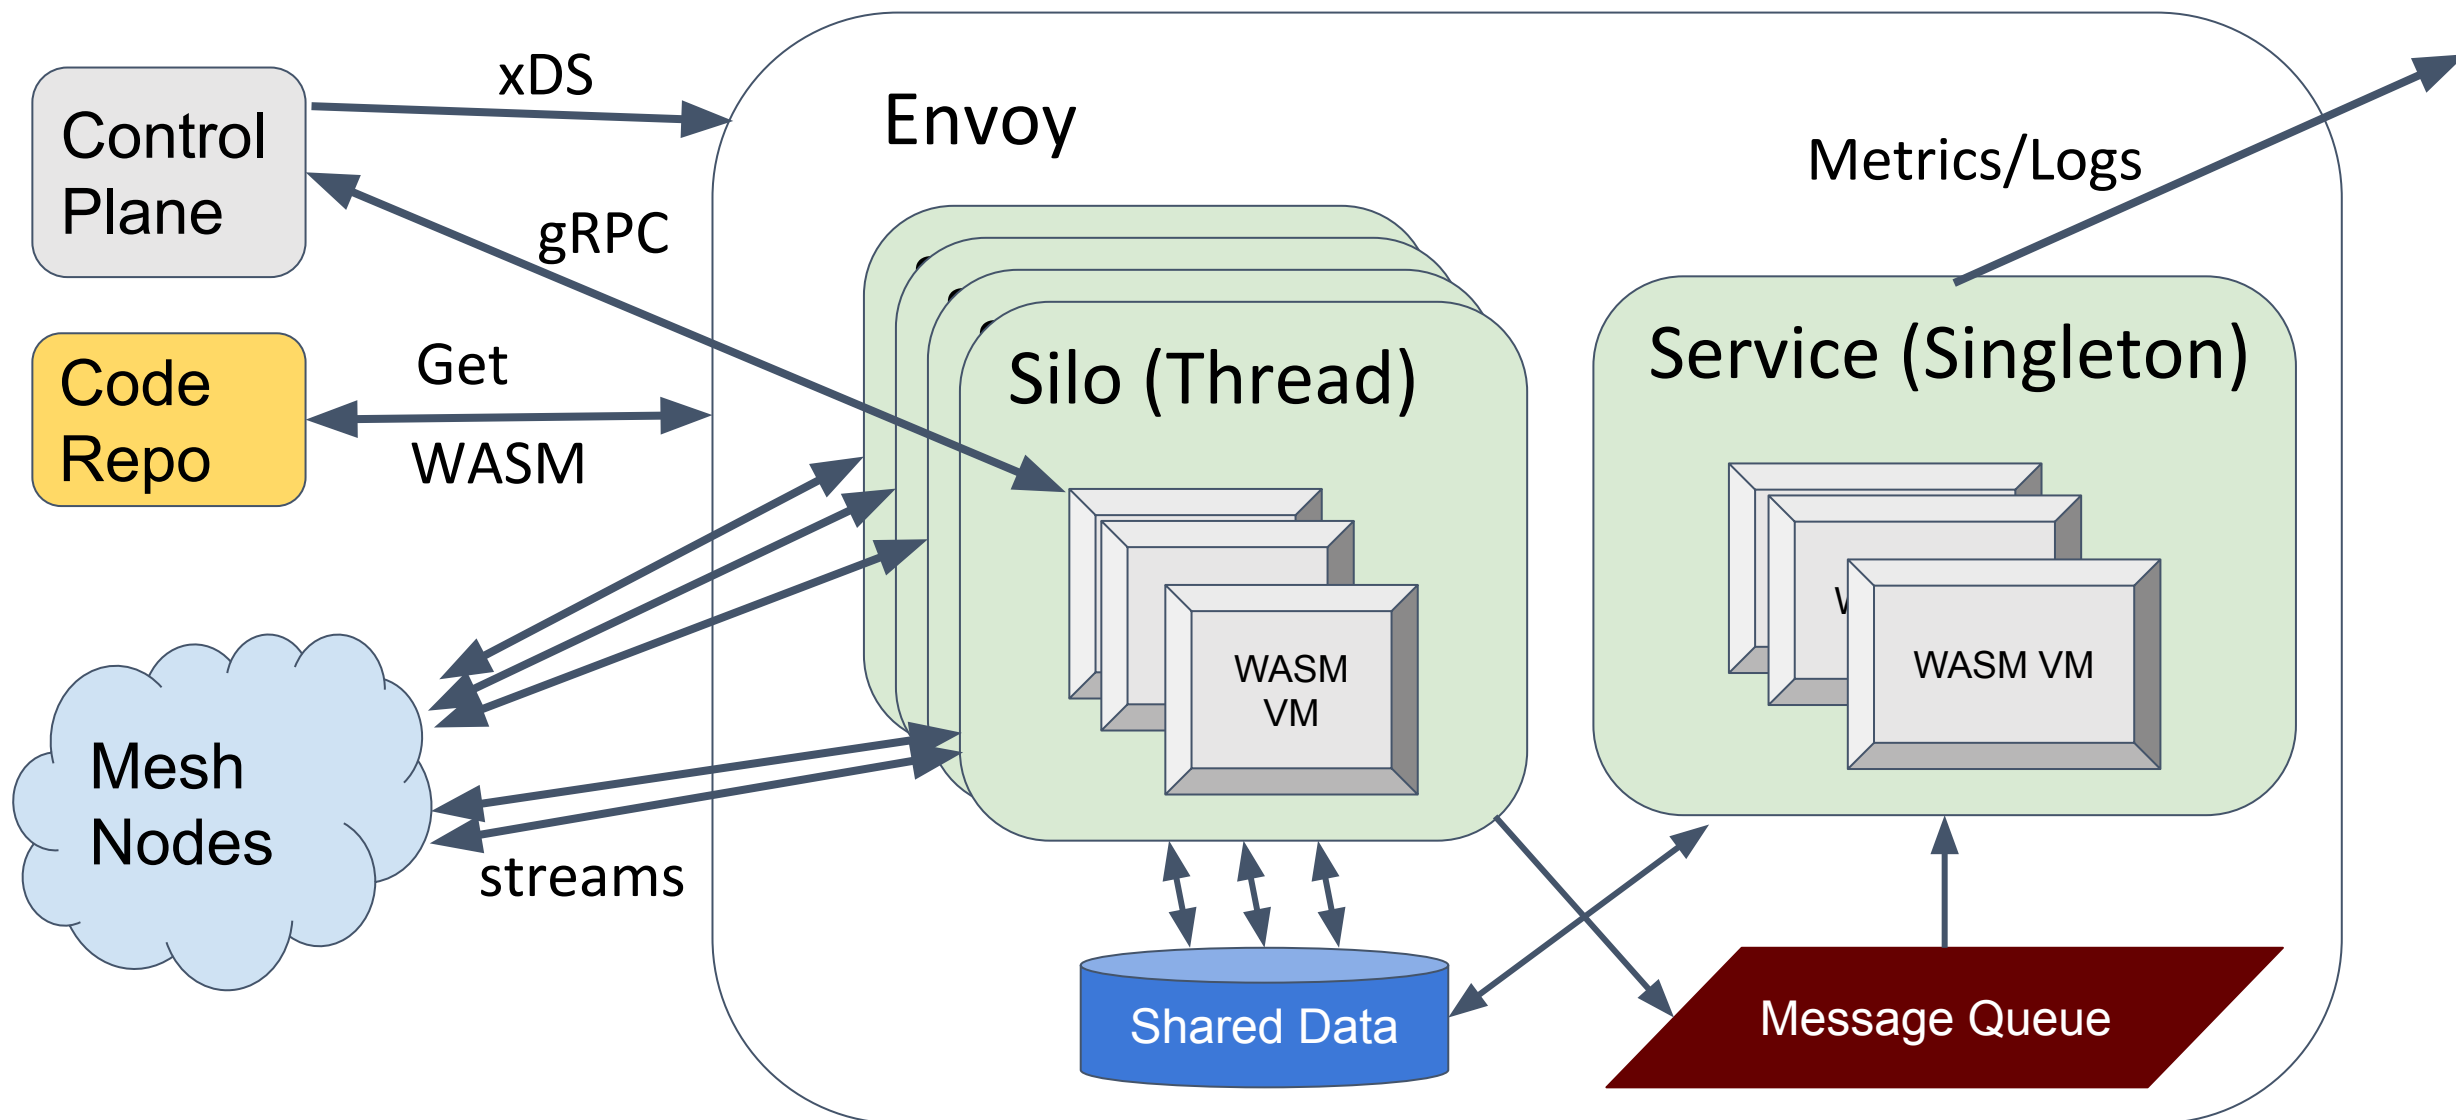 xDS
Envoy
Control
Plane
Metrics/Logs
gRPC
Service (Singleton)
Silo (Thread)
Get
Code
Repo
WASM
WASM
VM
WASM VM
Mesh
Nodes
streams
Shared Data
Message Queue